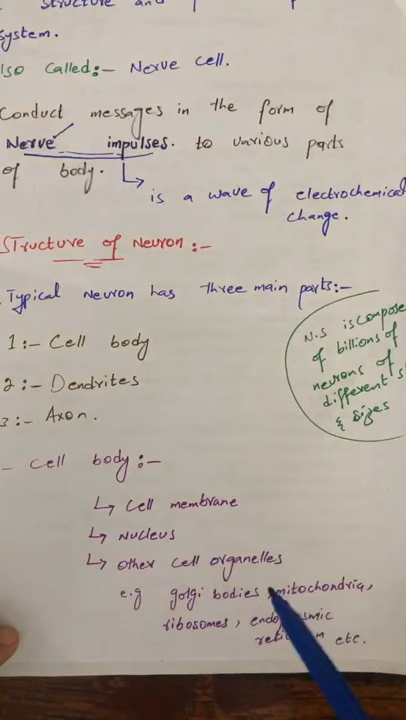 Structure and
system.
lso called:- Nerve cell.
Conduct messages in the form of
Nerve impulses. to various parts
of body.
↳ is a wave of electrochemical
change.
Structure of Neuron:-
Typical Neuron has three main parts:-
1:- Cell body
2:- Dendrites
3:- Axon.
N.S is compose
of billions of
neurons of
different s
& sizes
- Cell body:-
↳ Cell membrane
↳ Nucleus
↳ other cell organelles
e.g golgi bodies, mitochondria,
ribosomes,
etc.